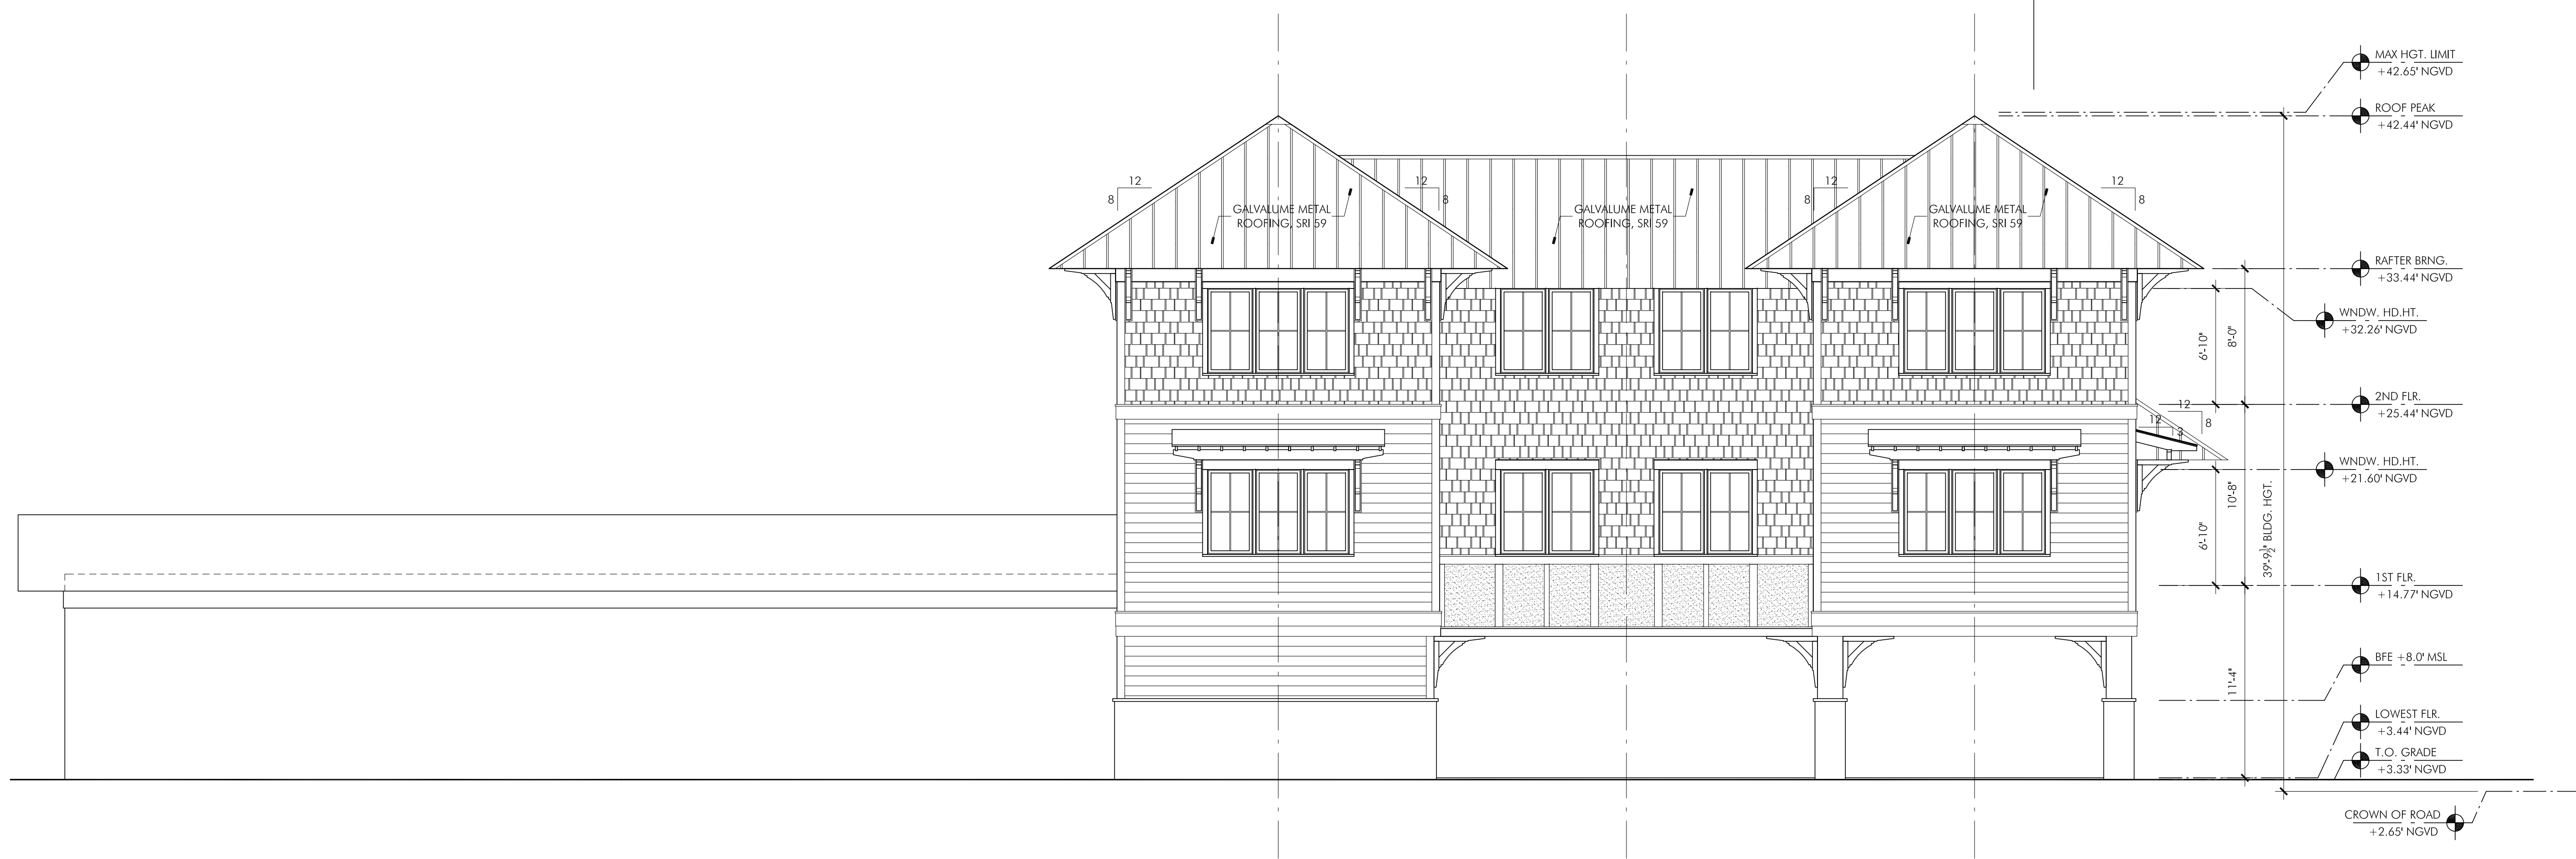 MAX HGT. LIMIT
+42.65' NGVD
ROOF PEAK
+42.44' NGVD
12
8
12
8
12
8
12
8
GALVALUME METAL
ROOFING, SRI 59
GALVALUME METAL
ROOFING, SRI 59
GALVALUME METAL
ROOFING, SRI 59
RAFTER BRNG.
+33.44' NGVD
WNDW. HD.HT.
+32.26' NGVD
6'-10"
8'-0"
2ND FLR.
+25.44' NGVD
12
8
12
3
WNDW. HD.HT.
+21.60' NGVD
6'-10"
10'-8"
39'-9½" BLDG. HGT.
1ST FLR.
+14.77' NGVD
BFE +8.0' MSL
11'-4"
LOWEST FLR.
+3.44' NGVD
T.O. GRADE
+3.33' NGVD
CROWN OF ROAD
+2.65' NGVD